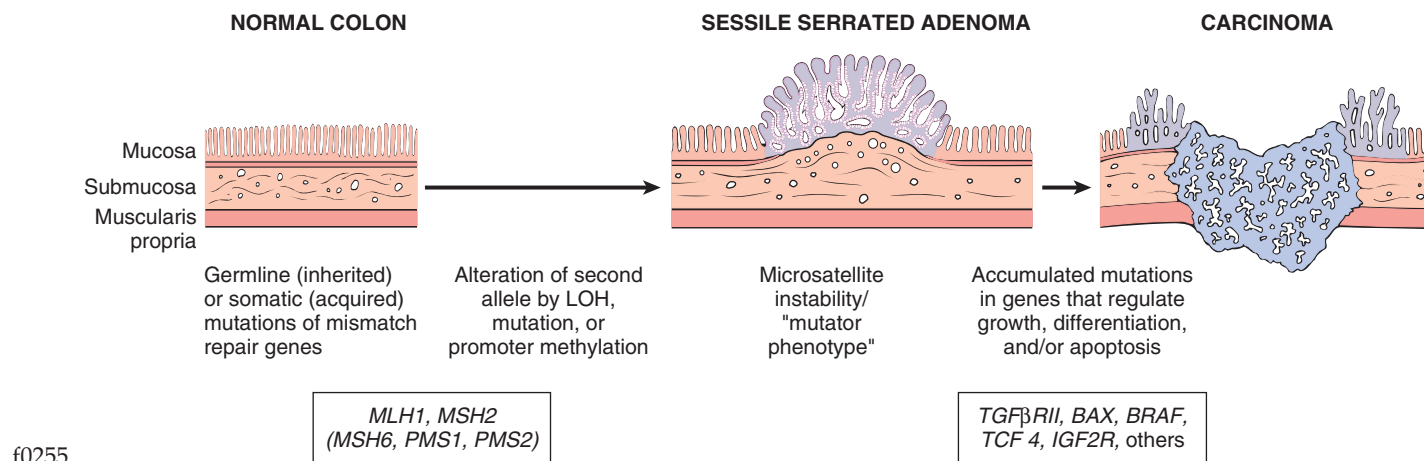 NORMAL COLON
SESSILE SERRATED ADENOMA
CARCINOMA
Mucosa
Submucosa
Muscularis
propria
Germline (inherited)
or somatic (acquired)
mutations of mismatch
repair genes
Alteration of second
allele by LOH,
mutation, or
promoter methylation
Microsatellite
instability/
"mutator
phenotype"
Accumulated mutations
in genes that regulate
growth, differentiation,
and/or apoptosis
MLH1, MSH2
(MSH6, PMS1, PMS2)
TGFβRII, BAX, BRAF,
TCF 4, IGF2R, others
f0255